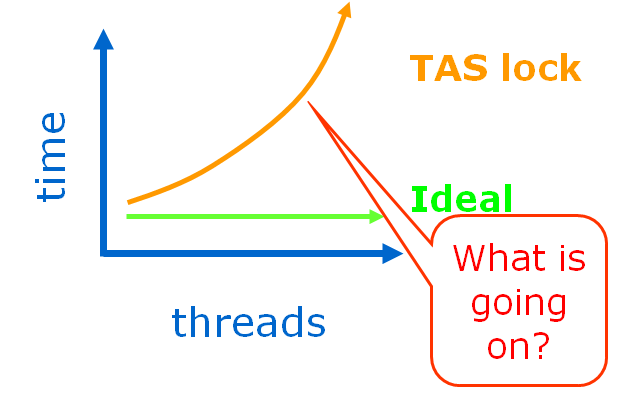 TAS lock
time
Ideal
What is
going
on?
threads